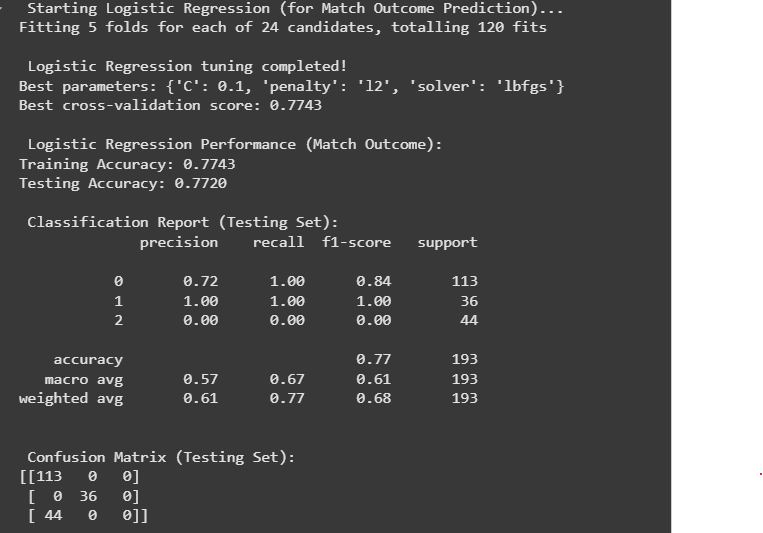 Starting Logistic Regression (for Match Outcome Prediction)...
Fitting 5 folds for each of 24 candidates, totalling 120 fits
Logistic Regression tuning completed!
Best parameters: {'C': 0.1, 'penalty': 'l2', 'solver': 'lbfgs'}
Best cross-validation score: 0.7743
Logistic Regression Performance (Match Outcome):
Training Accuracy: 0.7743
Testing Accuracy: 0.7720
Classification Report (Testing Set):
precision recall f1-score support
0 0.72 1.00 0.84 113
1 1.00 1.00 1.00 36
2 0.00 0.00 0.00 44
accuracy 0.77 193
macro avg 0.57 0.67 0.61 193
weighted avg 0.61 0.77 0.68 193
Confusion Matrix (Testing Set):
[[113 0 0]
[ 0 36 0]
[ 44 0 0]]